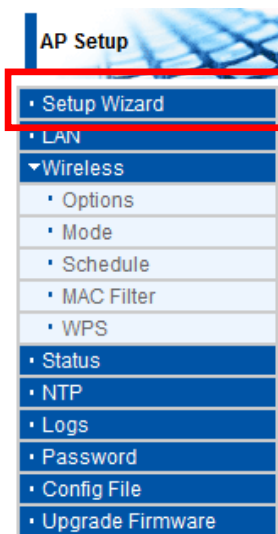 AP Setup
Setup Wizard
LAN
Wireless
Options
Mode
Schedule
MAC Filter
WPS
Status
NTP
Logs
Password
Config File
Upgrade Firmware